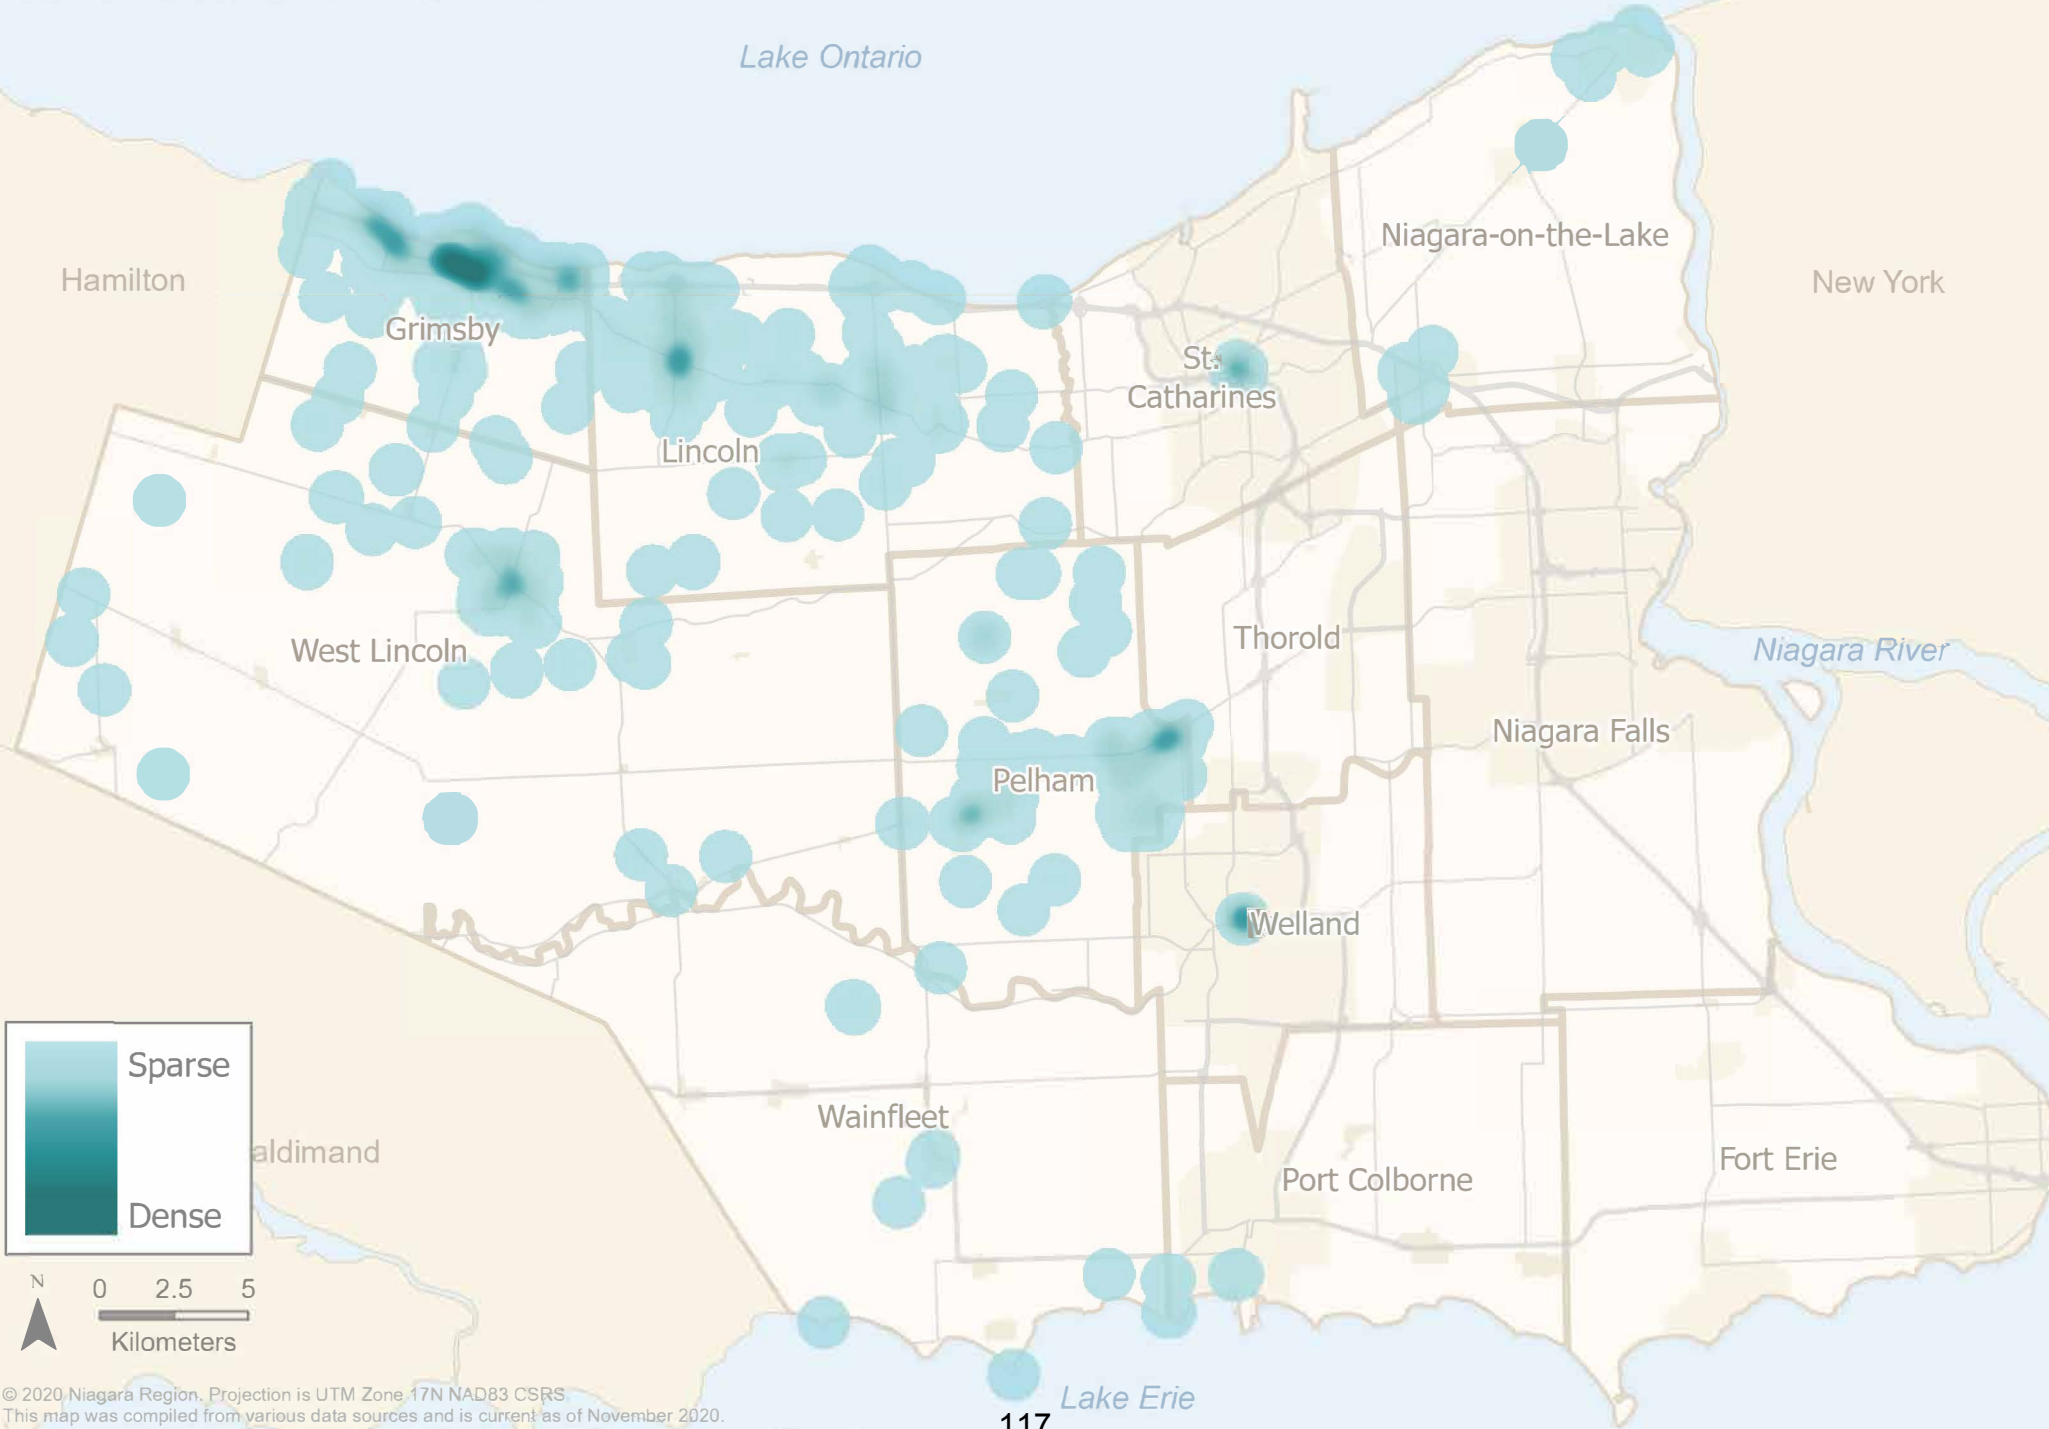 Lake Ontario
Niagara-on-the-Lake
Hamilton
New York
Grimsby
St.
Catharines
Lincoln
West Lincoln
Thorold
Niagara River
Niagara Falls
Pelham
Welland
Sparse
Dense
aldimand
Wainfleet
Port Colborne
Fort Erie
N
0 2.5 5
Kilometers
Lake Erie
© 2020 Niagara Region. Projection is UTM Zone 17N NAD83 CSRS.
This map was compiled from various data sources and is current as of November 2020.
117